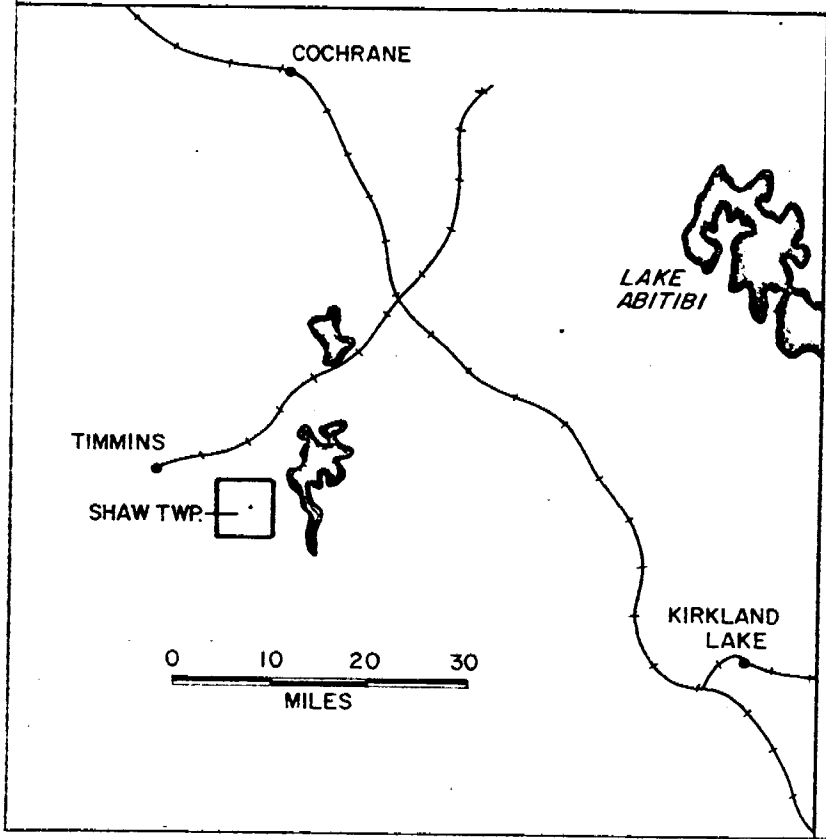 COCHRANE
LAKE
ABITIBI
TIMMINS
SHAW TWP.
KIRKLAND
LAKE
0 10 20 30
MILES